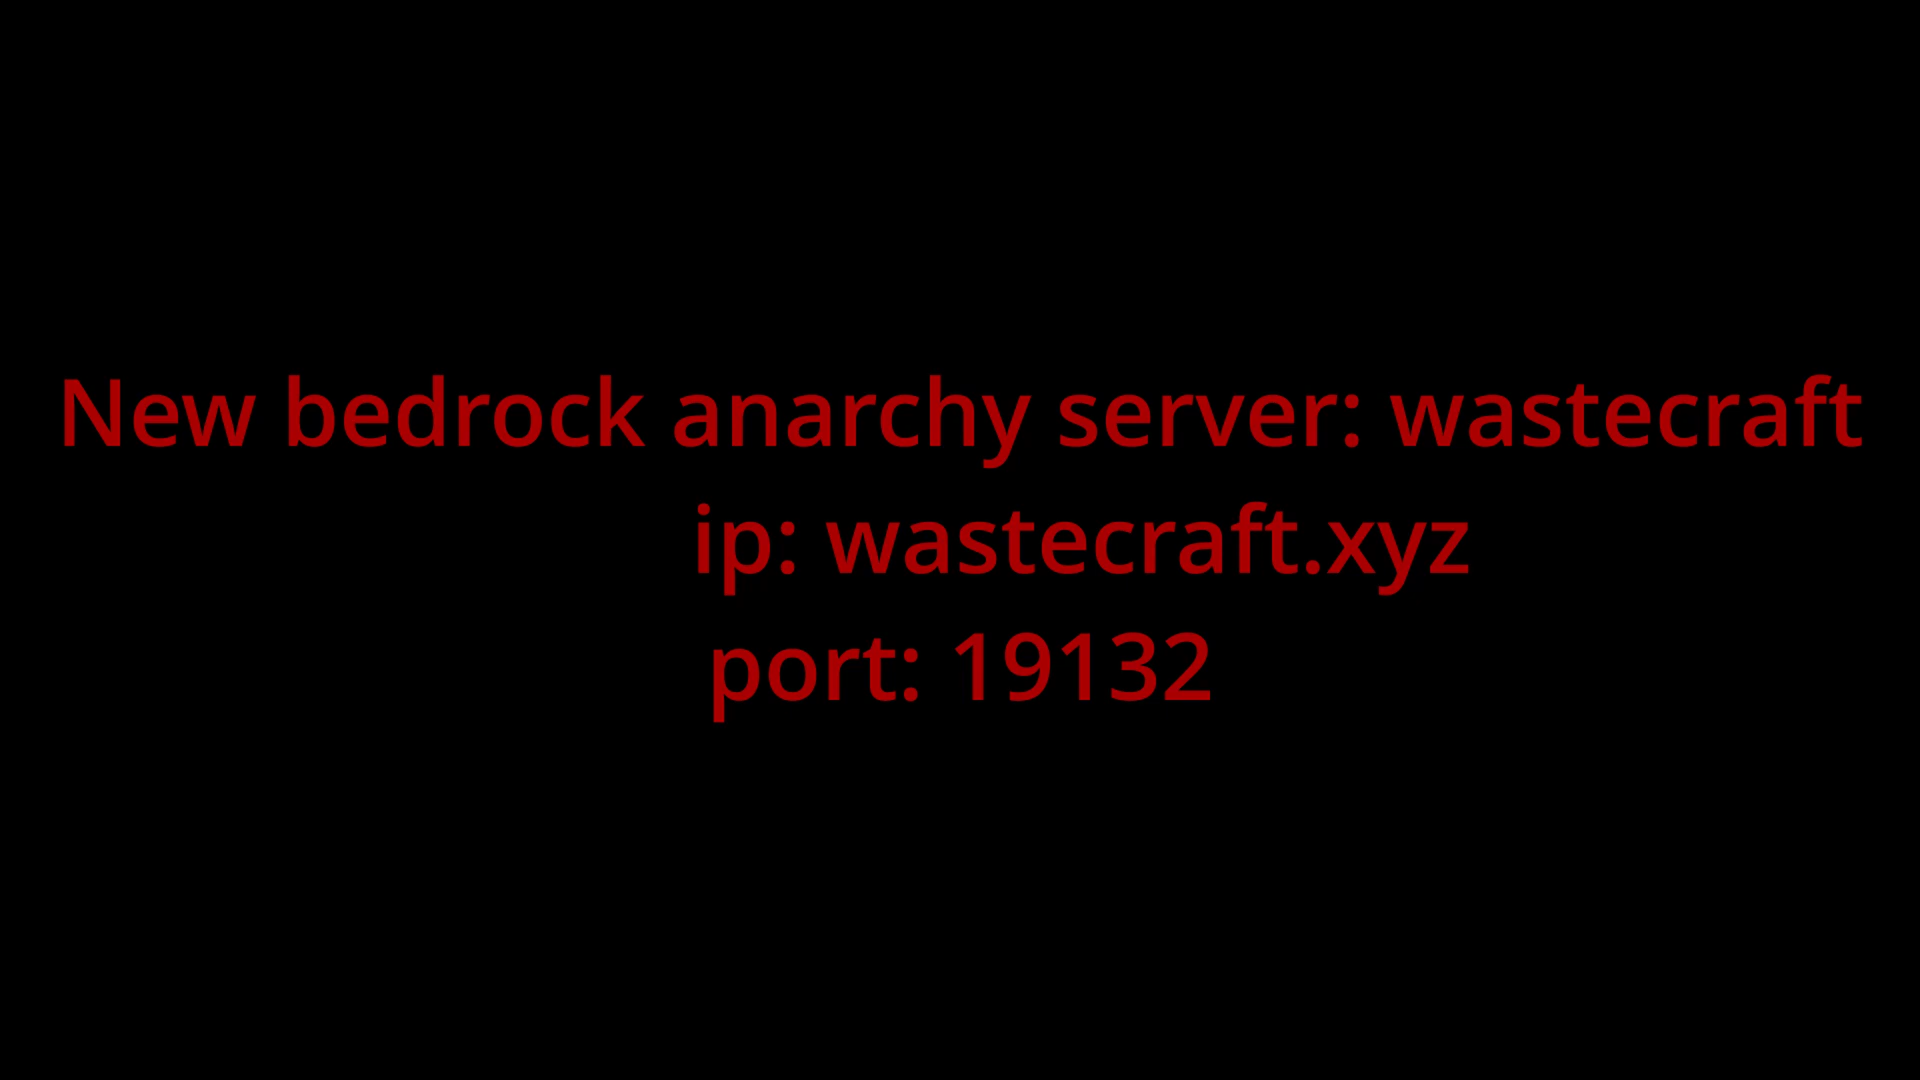 New bedrock anarchy server: wastecraft
ip: wastecraft.xyz
port: 19132